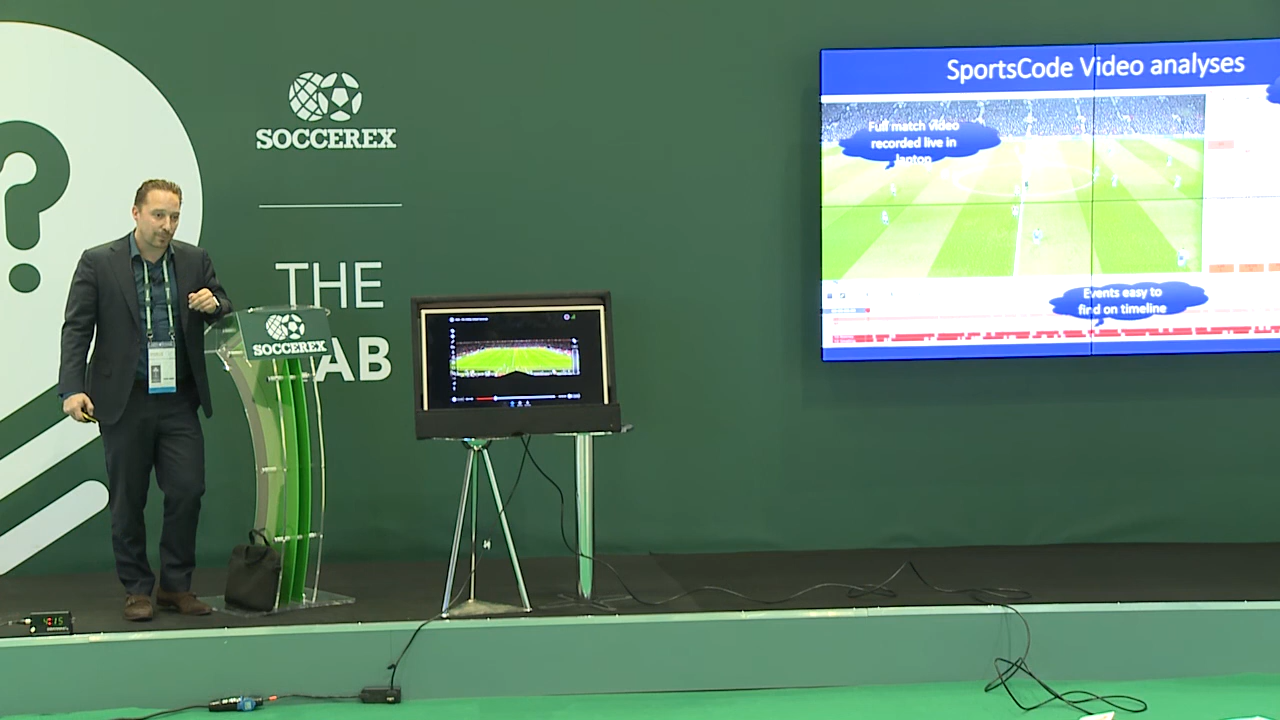 ?
SOCCEREX
THE
AB
SOCCEREX
SportsCode Video analyses
Full match video
recorded live in
laptop
Events easy to
find on timeline